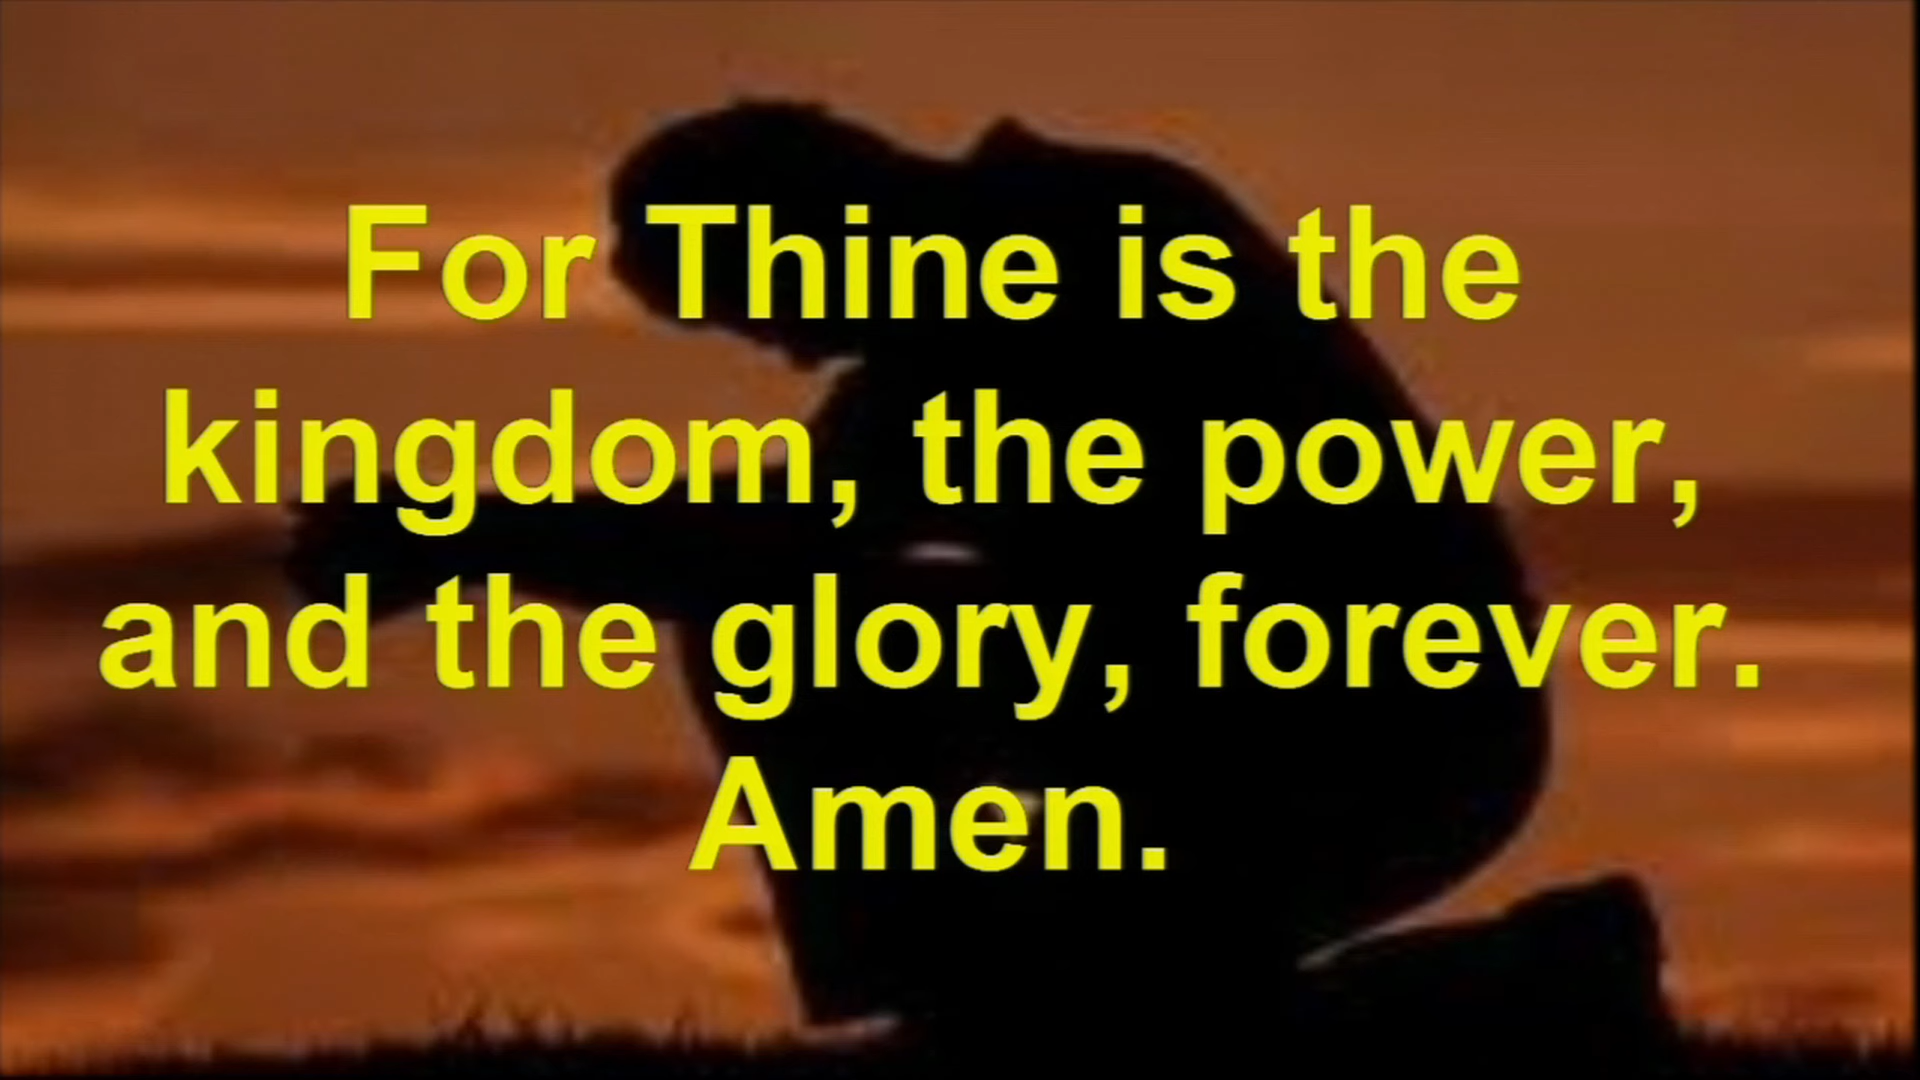 For Thine is the
kingdom, the power,
and the glory, forever.
Amen.